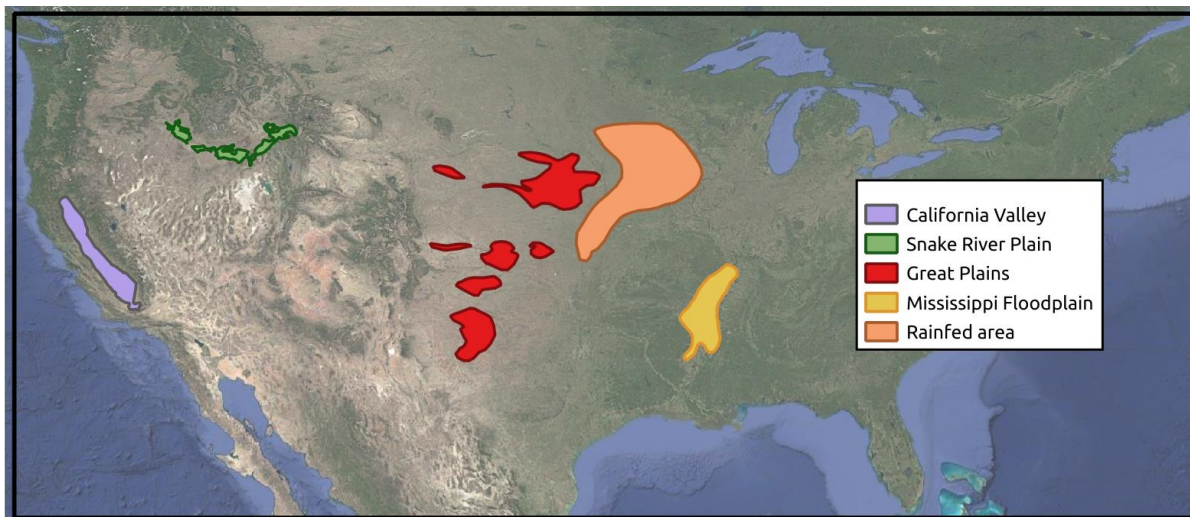 California Valley
Snake River Plain
Great Plains
Mississippi Floodplain
Rainfed area